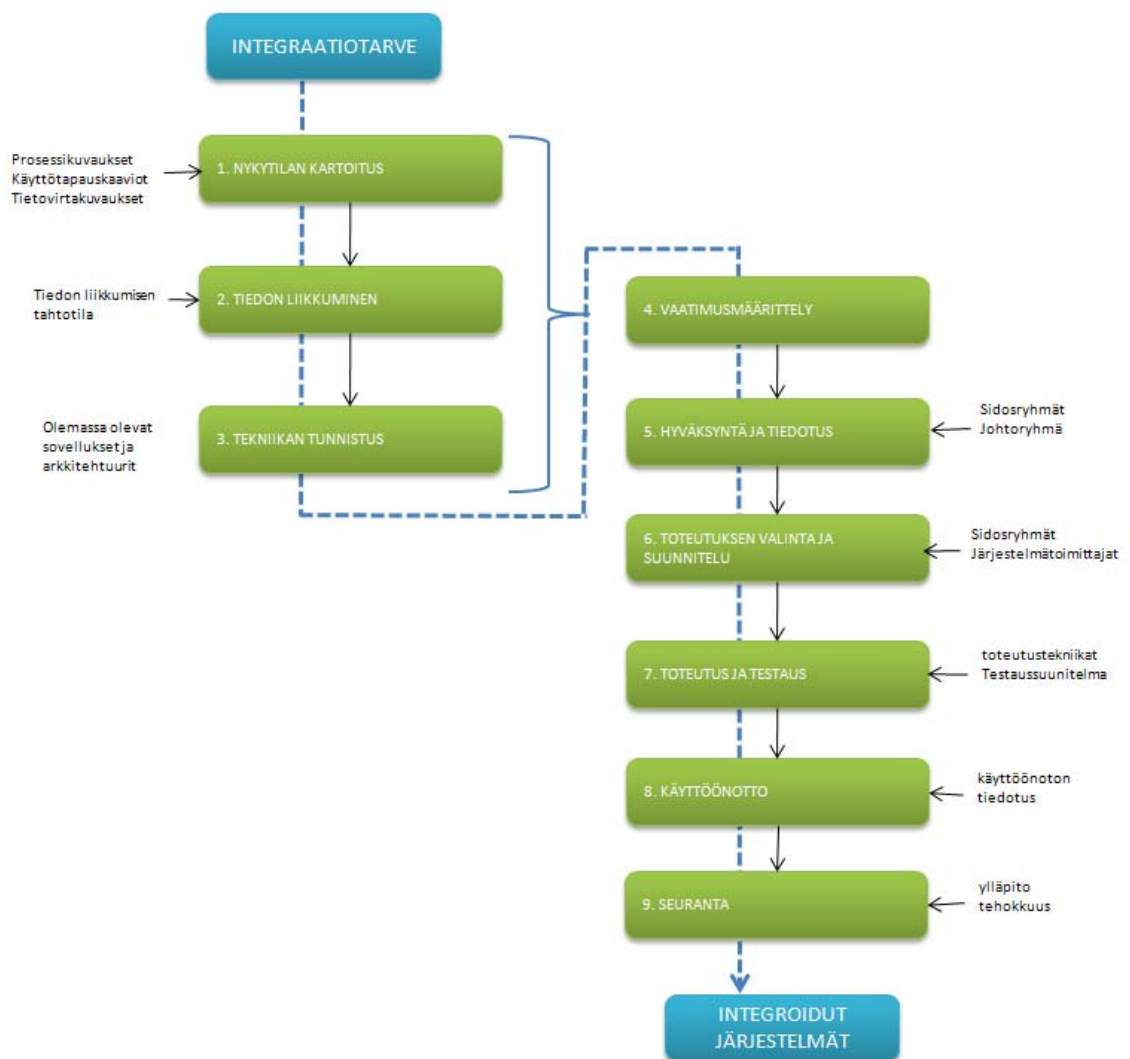 INTEGRAATIOTARVE
Prosessikuvaukset
Käyttötapauskaaviot
Tietovirtakuvaukset
1. NYKYTILAN KARTOITUS
Tiedon liikkumisen
tahtotila
2. TIEDON LIIKKUMINEN
Olemassa olevat
sovellukset ja
arkkitehtuurit
3. TEKNIIKAN TUNNISTUS
4. VAATIMUSMÄÄRITTELY
5. HYVÄKSYNTÄ JA TIEDOTUS
Sidosryhmät
Johtoryhmä
6. TOTEUTUKSEN VALINTA JA
SUUNNITELU
Sidosryhmät
Järjestelmätoimittajat
7. TOTEUTUS JA TESTAUS
toteutustekniikat
Testaussuunitelma
8. KÄYTTÖÖNOTTO
käyttöönoton
tiedotus
9. SEURANTA
ylläpito
tehokkuus
INTEGROIDUT
JÄRJESTELMÄT